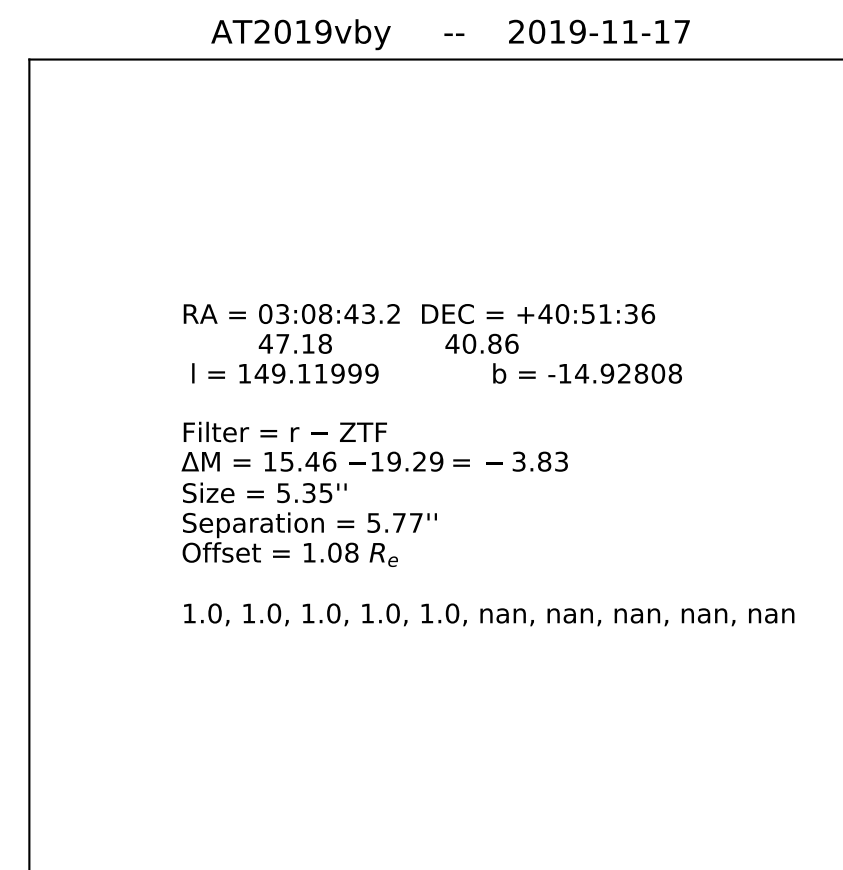 AT2019vby -- 2019-11-17
RA = 03:08:43.2 DEC = +40:51:36
47.18 40.86
l = 149.11999 b = -14.92808
Filter = r − ZTF
ΔM = 15.46 −19.29 = − 3.83
Size = 5.35''
Separation = 5.77''
Offset = 1.08 Re
1.0, 1.0, 1.0, 1.0, 1.0, nan, nan, nan, nan, nan